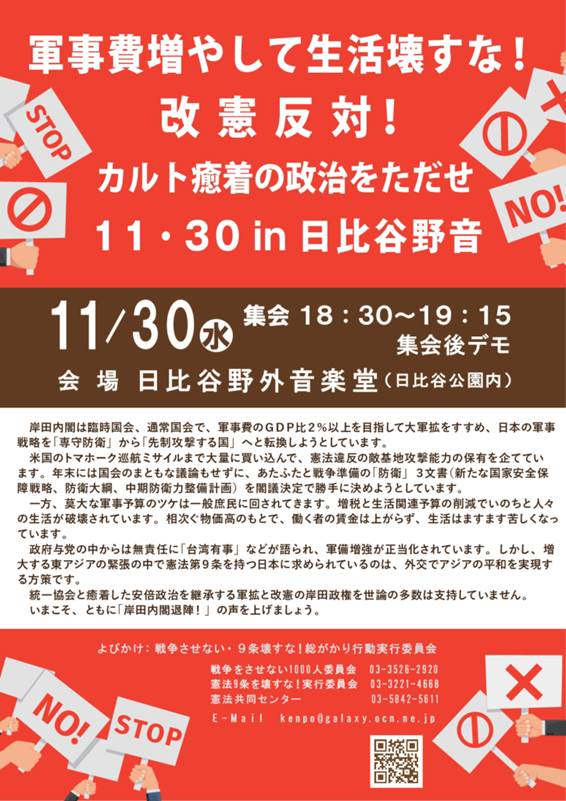 軍事費増やして生活壊すな!
改憲反対!
カルト癒着の政治をただせ
11・30 in 日比谷野音
STOP
NO!
11/30水 集会 18:30〜19:15
集会後デモ
会場 日比谷野外音楽堂(日比谷公園内)
岸田内閣は臨時国会、通常国会で、軍事費のGDP比2%以上を目指して大軍拡をすすめ、日本の軍事
戦略を「専守防衛」から「先制攻撃する国」へと転換しようとしています。
米国のトマホーク巡航ミサイルまで大量に買い込んで、憲法違反の敵基地攻撃能力の保有を企ててい
ます。年末には国会のまともな議論もせずに、あたふたと戦争準備の「防衛」3文書(新たな国家安全保
障戦略、防衛大綱、中期防衛力整備計画)を閣議決定で勝手に決めようとしています。
一方、莫大な軍事予算のツケは一般庶民に回されてきます。増税と生活関連予算の削減でいのちと人々
の生活が破壊されています。相次ぐ物価高のもとで、働く者の賃金は上がらず、生活はますます苦しくなっ
ています。
政府与党の中からは無責任に「台湾有事」などが語られ、軍備増強が正当化されています。しかし、増
大する東アジアの緊張の中で憲法第9条を持つ日本に求められているのは、外交でアジアの平和を実現す
る方策です。
統一協会と癒着した安倍政治を継承する軍拡と改憲の岸田政権を世論の多数は支持していません。
いまこそ、ともに「岸田内閣退陣!」の声を上げましょう。
よびかけ:戦争させない・9条壊すな!総がかり行動実行委員会
戦争をさせない1000人委員会 03-3526-2920
憲法9条を壊すな!実行委員会 03-3221-4668
憲法共同センター 03-5842-5611
E-Mail kenpo@galaxy.ocn.ne.jp
NO!
STOP